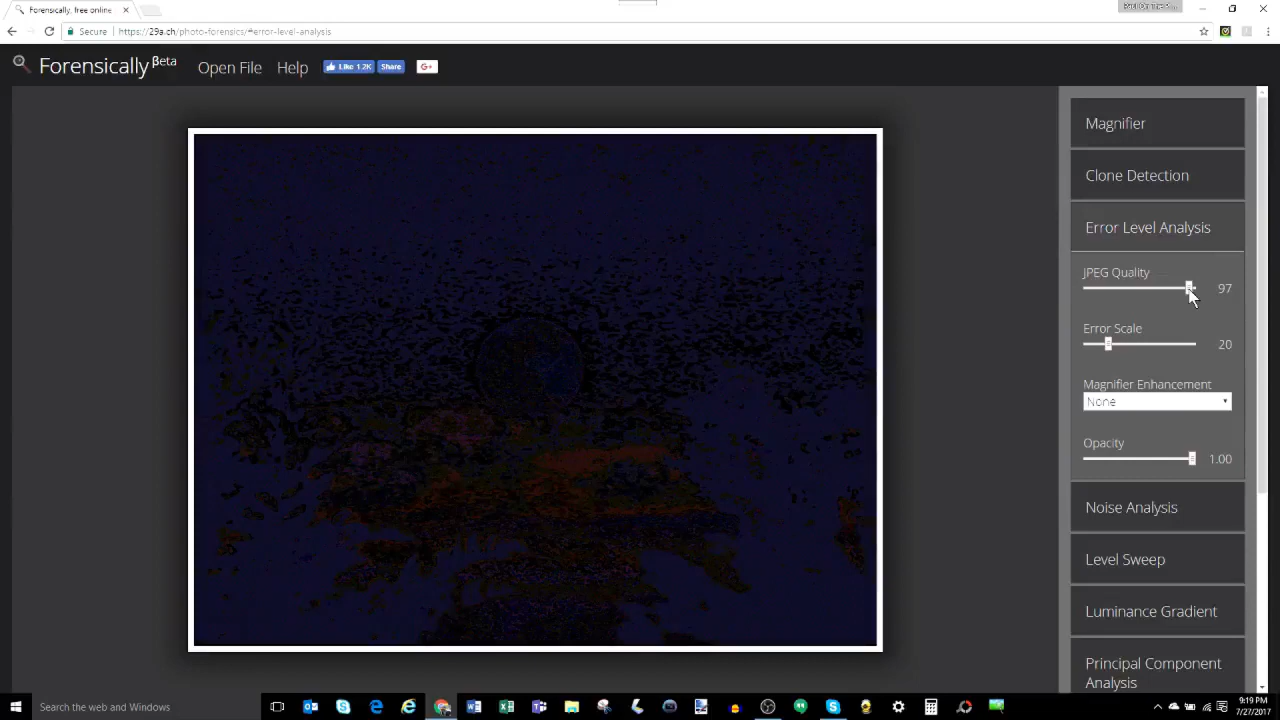 Forensically, free online
Secure
https://29a.ch/photo-forensics/#error-level-analysis
Forensically Beta
Open File
Help
Like 1.2K
Share
G+
Magnifier
Clone Detection
Error Level Analysis
JPEG Quality
97
Error Scale
20
Magnifier Enhancement
None
Opacity
1.00
Noise Analysis
Level Sweep
Luminance Gradient
Principal Component
Analysis
Search the web and Windows
9:19 PM
7/27/2017